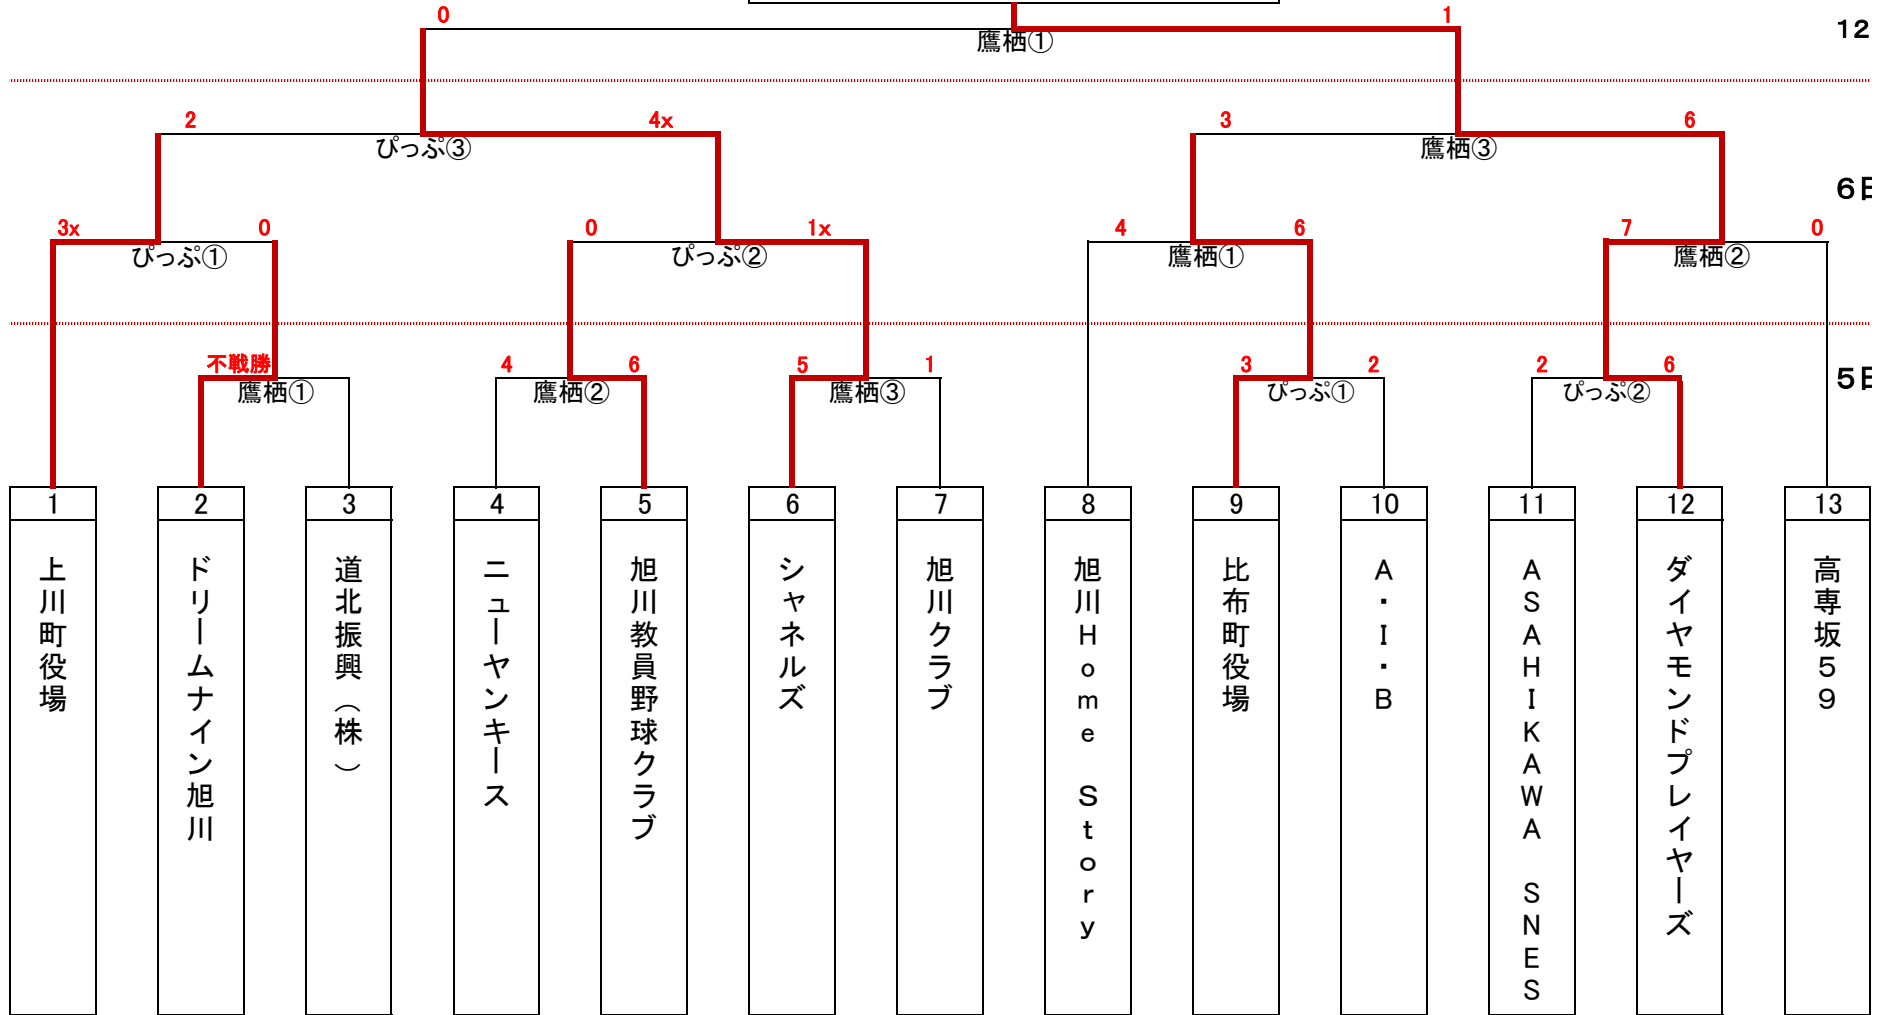 0 1
鷹栖① 12
2 4x 3 6
ぴっぷ③ 鷹栖③
6日
3x 0 0 1x 4 6 7 0
ぴっぷ① ぴっぷ② 鷹栖① 鷹栖②
不戦勝 4 6 5 1 3 2 2 6 5日
鷹栖① 鷹栖② 鷹栖③ ぴっぷ① ぴっぷ②
1 2 3 4 5 6 7 8 9 10 11 12 13
上川町役場
ドリームナイン旭川
道北振興（株）
ニューヤンキース
旭川教員野球クラブ
シャネルズ
旭川クラブ
旭川Home Story
比布町役場
A・I・B
ASAHIKAWA SNES
ダイヤモンドプレイヤーズ
高専坂59